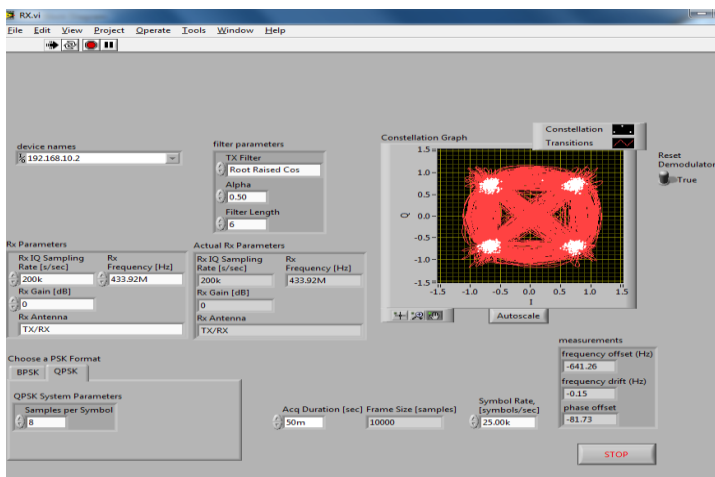 RX.vi
File Edit View Project Operate Tools Window Help
device names
192.168.10.2
filter parameters
TX Filter
Root Raised Cos
Alpha
0.50
Filter Length
6
Constellation Graph
Constellation
Transitions
1.5
1.0
0.5
0.0
-0.5
-1.0
-1.5
Q
-1.5 -1.0 -0.5 0.0 0.5 1.0 1.5
I
Autoscale
Reset
Demodulator
True
Rx Parameters
Rx IQ Sampling
Rate [s/sec]
200k
Rx
Frequency [Hz]
433.92M
Rx Gain [dB]
0
Rx Antenna
TX/RX
Actual Rx Parameters
Rx IQ Sampling
Rate [s/sec]
200k
Rx
Frequency [Hz]
433.92M
Rx Gain [dB]
0
Rx Antenna
TX/RX
Choose a PSK Format
BPSK QPSK
QPSK System Parameters
Samples per Symbol
8
Acq Duration [sec]
50m
Frame Size [samples]
10000
Symbol Rate,
[symbols/sec]
25.00k
measurements
frequency offset (Hz)
-641.26
frequency drift (Hz)
-0.15
phase offset
-81.73
STOP